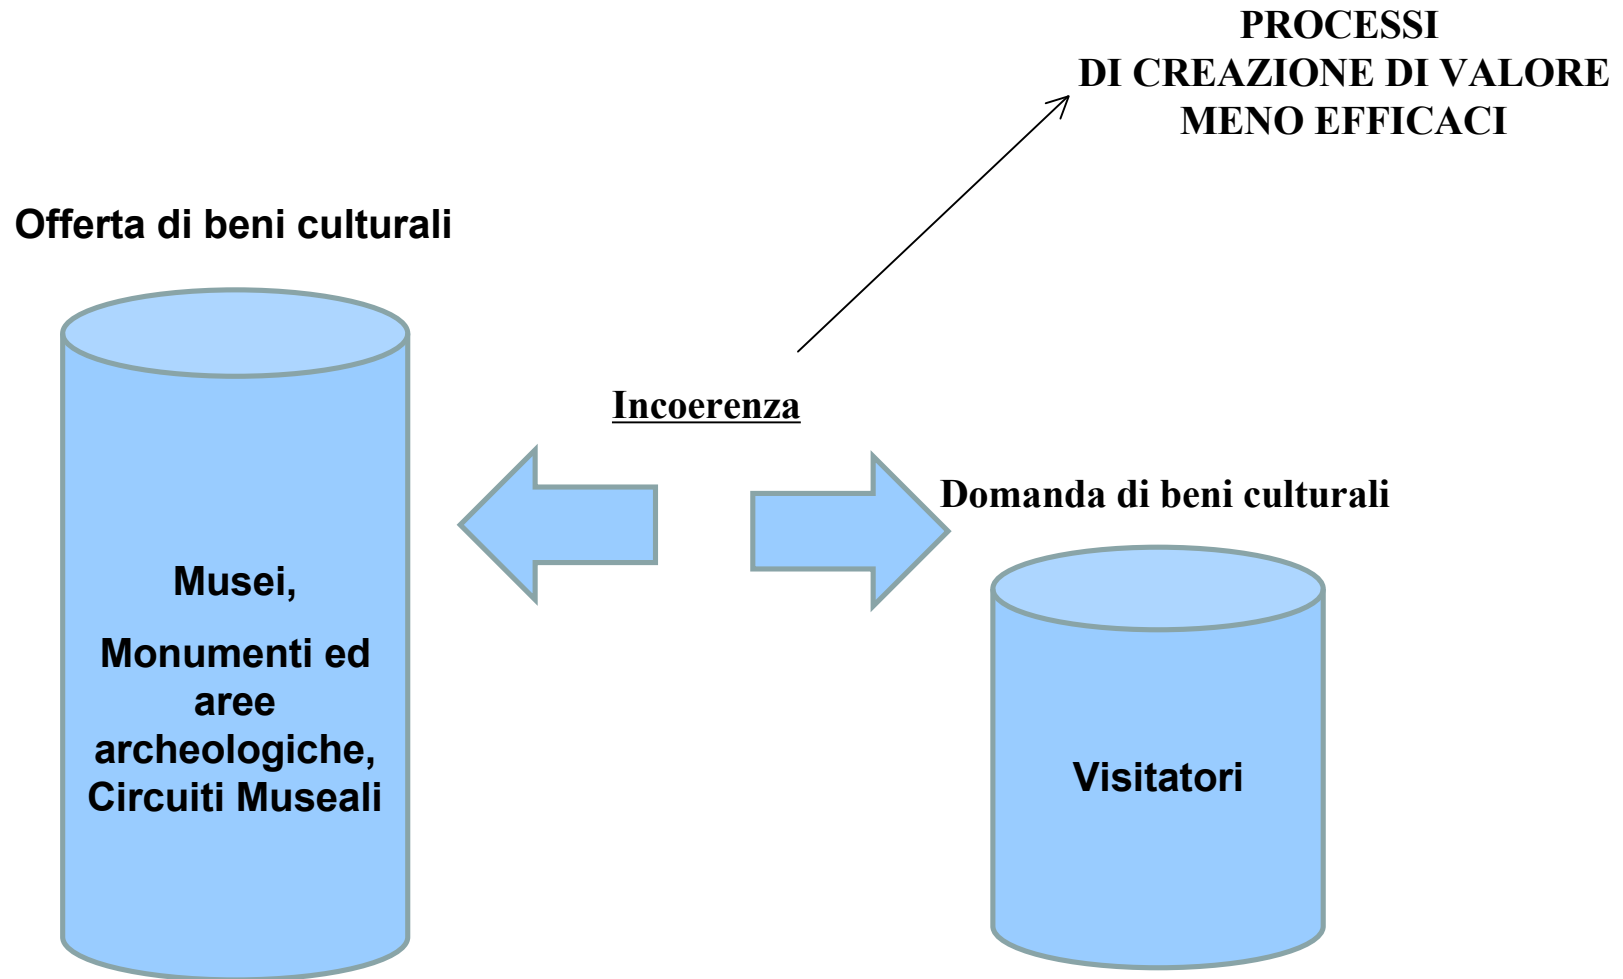 PROCESSI
DI CREAZIONE DI VALORE
MENO EFFICACI
Offerta di beni culturali
Incoerenza
Domanda di beni culturali
Musei,
Monumenti ed
aree
archeologiche,
Circuiti Museali
Visitatori